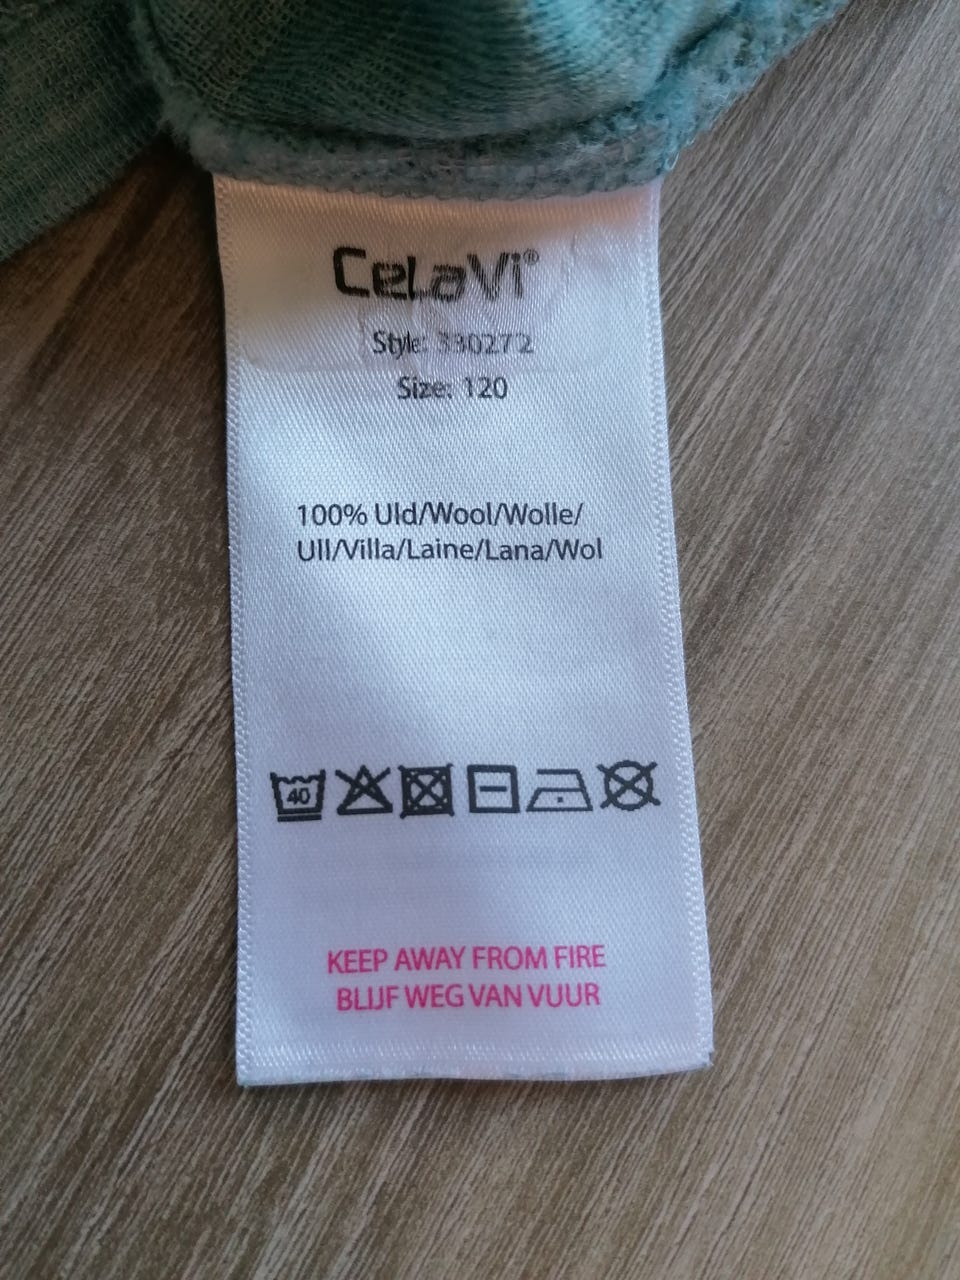 CeLaVi®
Style: 330272
Size: 120
100% Uld/Wool/Wolle/
Ull/Villa/Laine/Lana/Wol
40
KEEP AWAY FROM FIRE
BLIJF WEG VAN VUUR